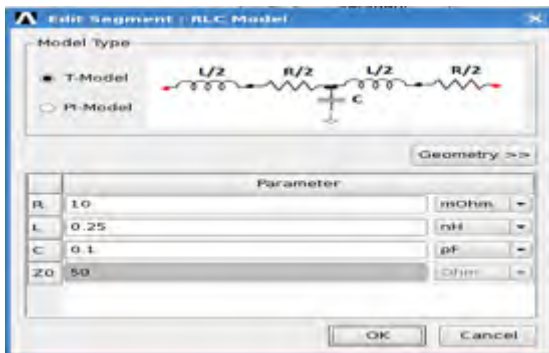 Edit Segment : RLC Model
Model Type
T-Model
Pi-Model
L/2 R/2 L/2 R/2
C
Geometry >>
Parameter
R 10 mOhm
L 0.25 nH
C 0.1 pF
Z0 50 Ohm
OK Cancel